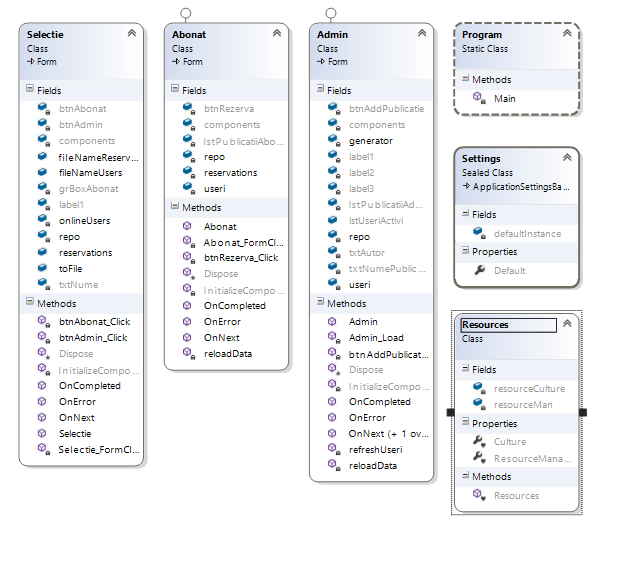 Selectie
Class
Form
Fields
btnAbonat
btnAdmin
components
fileNameReserv...
fileNameUsers
grBoxAbonat
label1
onlineUsers
repo
reservations
toFile
txtNume
Methods
btnAbonat_Click
btnAdmin_Click
Dispose
InitializeCompo...
OnCompleted
OnError
OnNext
Selectie
Selectie_FormCl...
Abonat
Class
Form
Fields
btnRezerva
components
lstPublicatiiAbo...
repo
reservations
useri
Methods
Abonat
Abonat_FormCl...
btnRezerva_Click
Dispose
InitializeCompo...
OnCompleted
OnError
OnNext
reloadData
Admin
Class
Form
Fields
btnAddPublicatie
components
generator
label1
label2
label3
lstPublicatiiAd...
lstUseriActivi
repo
txtAutor
txtNumePublic...
useri
Methods
Admin
Admin_Load
btnAddPublicat...
Dispose
InitializeCompo...
OnCompleted
OnError
OnNext (+ 1 ov...
refreshUseri
reloadData
Program
Static Class
Methods
Main
Settings
Sealed Class
ApplicationSettingsBa...
Fields
defaultInstance
Properties
Default
Resources
Class
Fields
resourceCulture
resourceMan
Properties
Culture
ResourceMana...
Methods
Resources